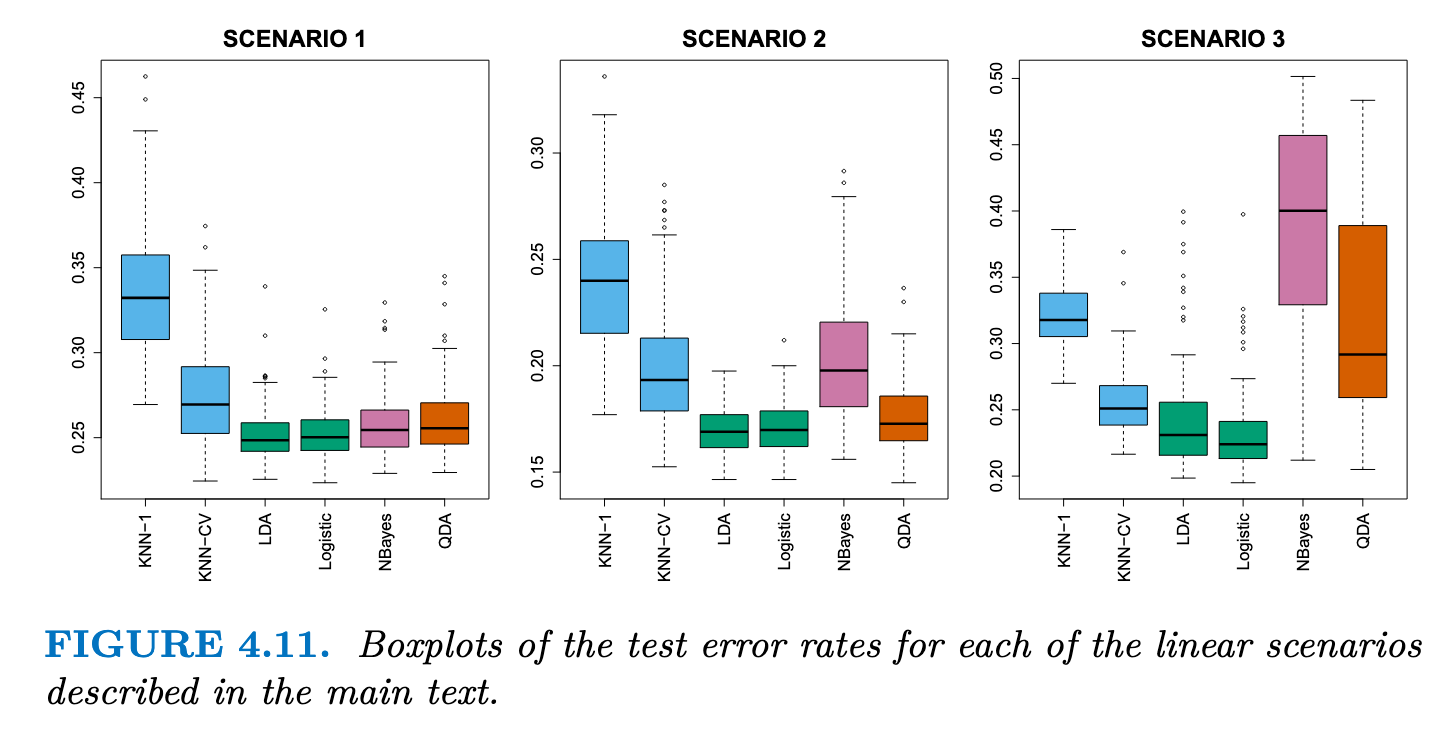 SCENARIO 1
0.45
0.40
0.35
0.30
0.25
KNN−1
KNN−CV
LDA
Logistic
NBayes
QDA
SCENARIO 2
0.30
0.25
0.20
0.15
KNN−1
KNN−CV
LDA
Logistic
NBayes
QDA
SCENARIO 3
0.50
0.45
0.40
0.35
0.30
0.25
0.20
KNN−1
KNN−CV
LDA
Logistic
NBayes
QDA
FIGURE 4.11. Boxplots of the test error rates for each of the linear scenarios
described in the main text.